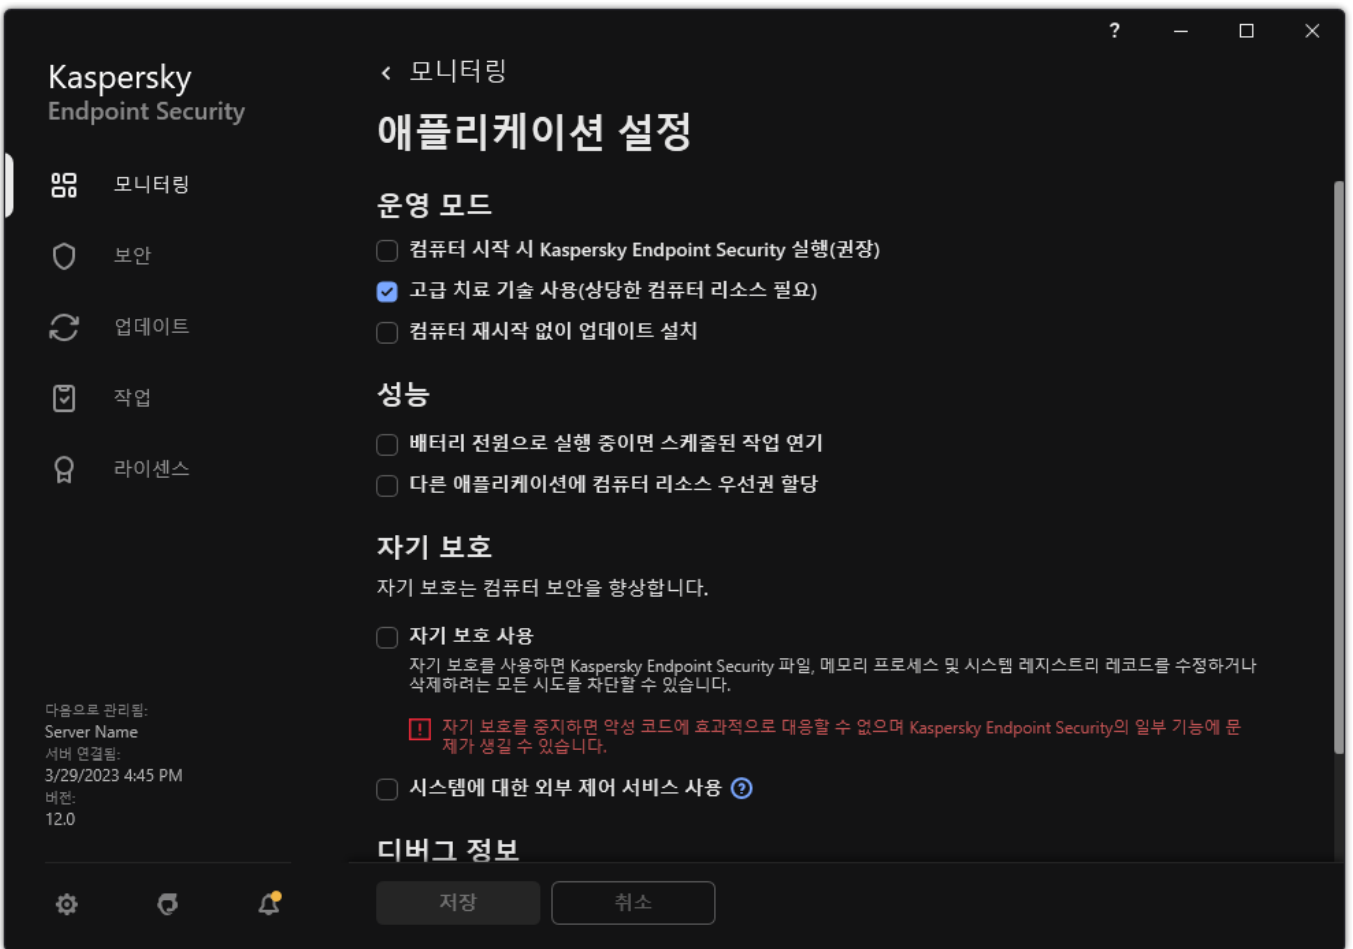 ?
Kaspersky
Endpoint Security
모니터링
보안
업데이트
작업
라이센스
다음으로 관리됨:
Server Name
서버 연결됨:
3/29/2023 4:45 PM
버전:
12.0
모니터링
애플리케이션 설정
운영 모드
컴퓨터 시작 시 Kaspersky Endpoint Security 실행(권장)
고급 치료 기술 사용(상당한 컴퓨터 리소스 필요)
컴퓨터 재시작 없이 업데이트 설치
성능
배터리 전원으로 실행 중이면 스케줄된 작업 연기
다른 애플리케이션에 컴퓨터 리소스 우선권 할당
자기 보호
자기 보호는 컴퓨터 보안을 향상합니다.
자기 보호 사용
자기 보호를 사용하면 Kaspersky Endpoint Security 파일, 메모리 프로세스 및 시스템 레지스트리 레코드를 수정하거나
삭제하려는 모든 시도를 차단할 수 있습니다.
자기 보호를 중지하면 악성 코드에 효과적으로 대응할 수 없으며 Kaspersky Endpoint Security의 일부 기능에 문
제가 생길 수 있습니다.
시스템에 대한 외부 제어 서비스 사용 ?
디버그 정보
저장
취소